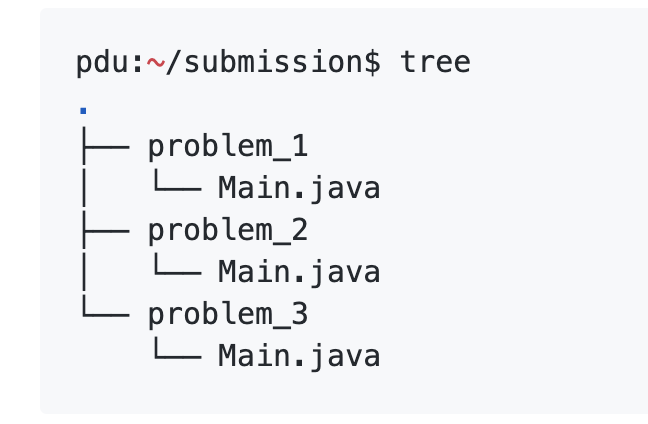 pdu:~/submission$ tree
.
├── problem_1
│   └── Main.java
├── problem_2
│   └── Main.java
└── problem_3
    └── Main.java